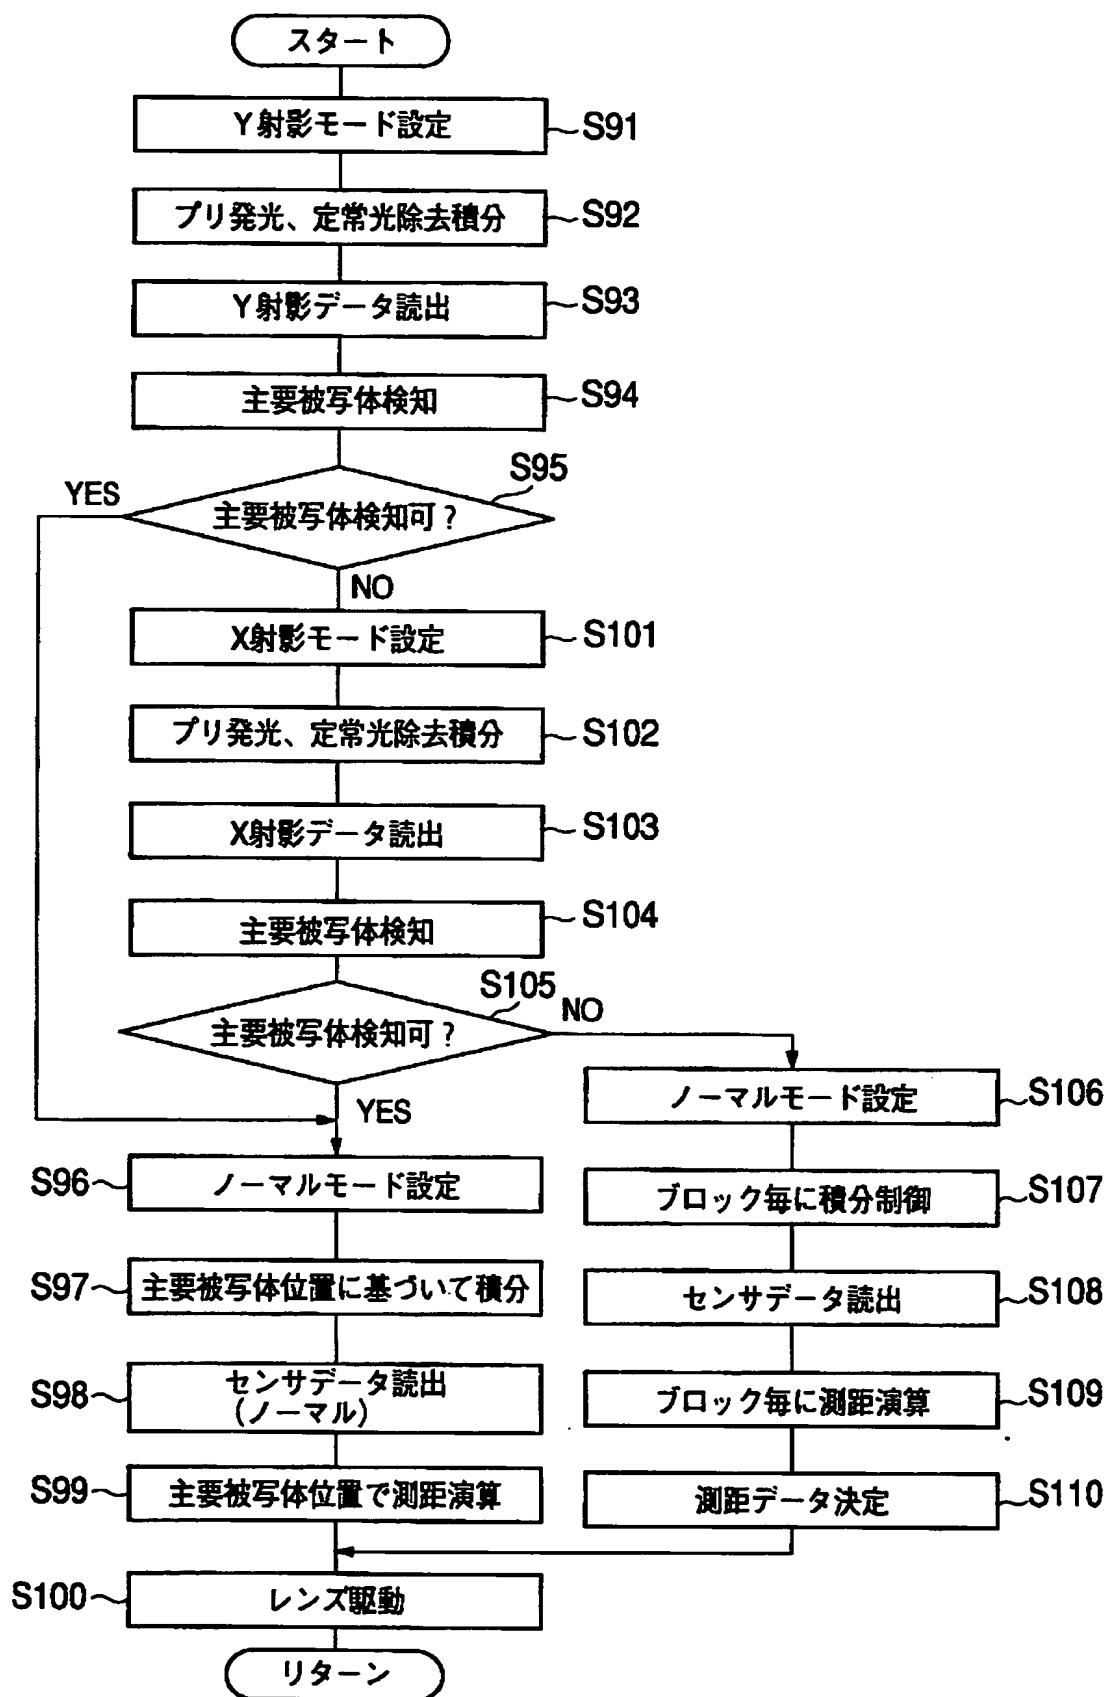 スタート
Y射影モード設定
S91
プリ発光、定常光除去積分
S92
Y射影データ読出
S93
主要被写体検知
S94
S95
YES
主要被写体検知可?
NO
X射影モード設定
S101
プリ発光、定常光除去積分
S102
X射影データ読出
S103
主要被写体検知
S104
S105
主要被写体検知可?
NO
YES
ノーマルモード設定
S106
S96
ノーマルモード設定
ブロック毎に積分制御
S107
S97
主要被写体位置に基づいて積分
センサデータ読出
S108
S98
センサデータ読出
(ノーマル)
ブロック毎に測距演算
S109
S99
主要被写体位置で測距演算
測距データ決定
S110
S100
レンズ駆動
リターン